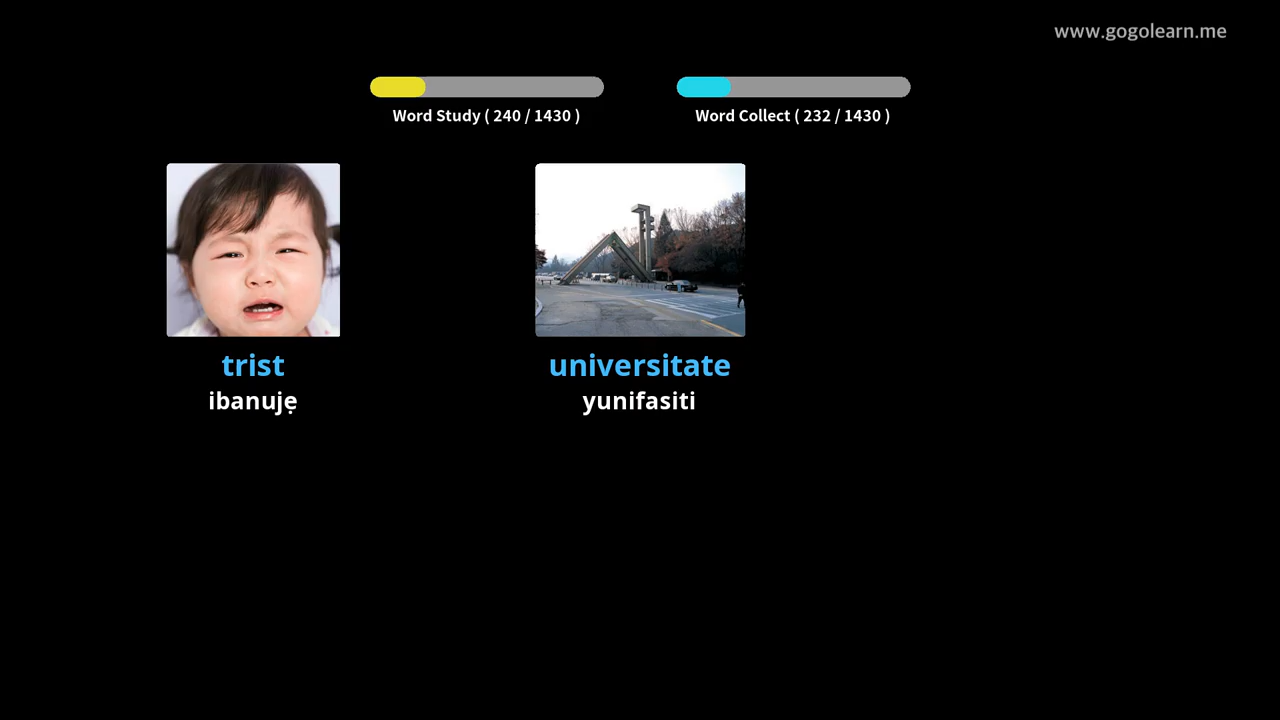 www.gogolearn.me
Word Study ( 240 / 1430 )
Word Collect ( 232 / 1430 )
trist
ibanujẹ
universitate
yunifasiti